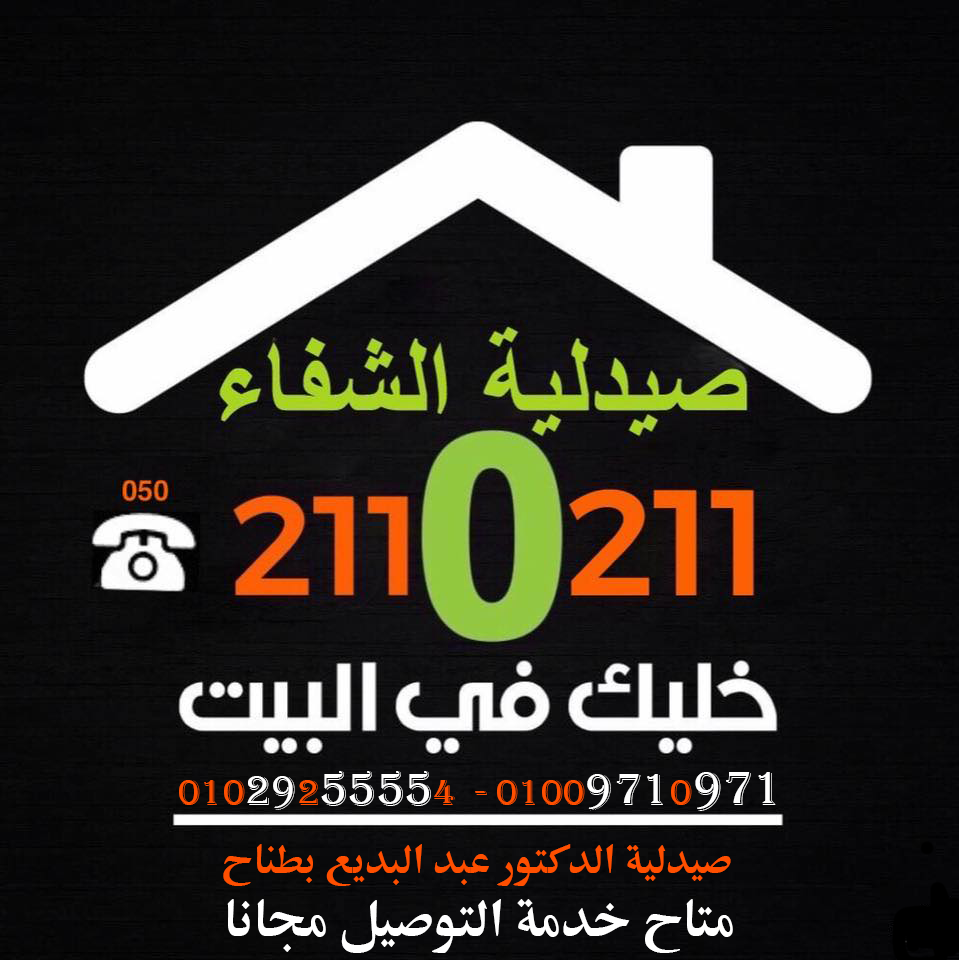 صيدلية الشفاء
050
2110211
خليك في البيت
01029255554 - 01009710971
صيدلية الدكتور عبد البديع بطناح
متاح خدمة التوصيل مجانا